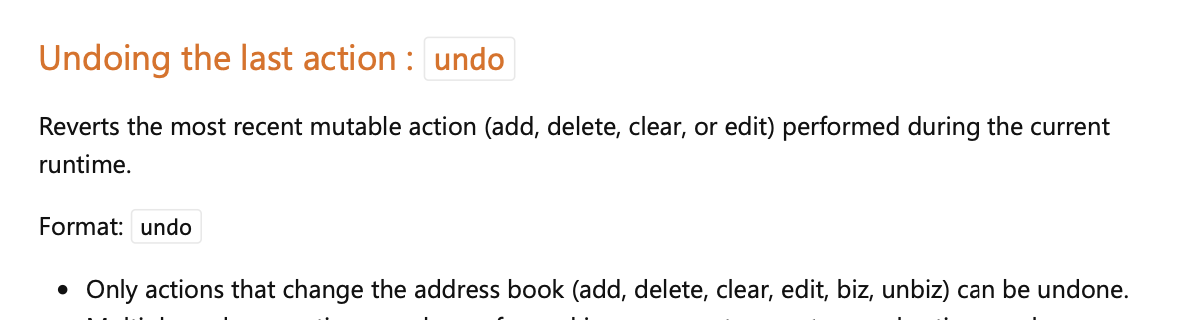 Undoing the last action : undo
Reverts the most recent mutable action (add, delete, clear, or edit) performed during the current
runtime.
Format: undo
• Only actions that change the address book (add, delete, clear, edit, biz, unbiz) can be undone.